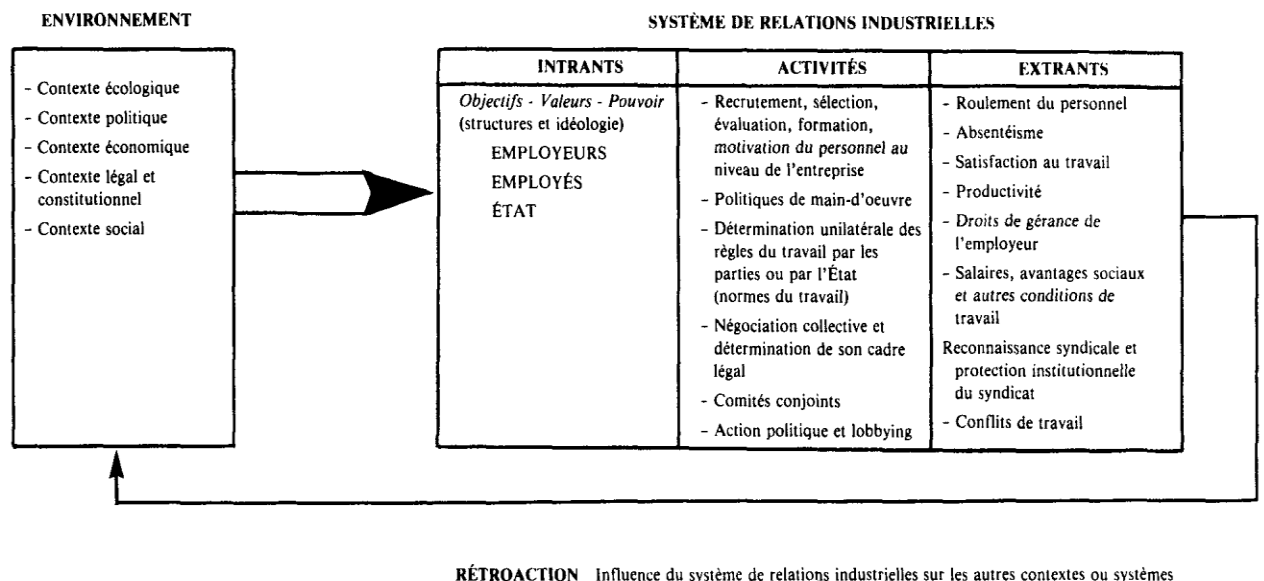 ENVIRONNEMENT
- Contexte écologique
- Contexte politique
- Contexte économique
- Contexte légal et
constitutionnel
- Contexte social
SYSTÈME DE RELATIONS INDUSTRIELLES
INTRANTS
Objectifs - Valeurs - Pouvoir
(structures et idéologie)
EMPLOYEURS
EMPLOYÉS
ÉTAT
ACTIVITÉS
- Recrutement, sélection,
évaluation, formation,
motivation du personnel au
niveau de l'entreprise
- Politiques de main-d'oeuvre
- Détermination unilatérale des
règles du travail par les
parties ou par l'État
(normes du travail)
- Négociation collective et
détermination de son cadre
légal
- Comités conjoints
- Action politique et lobbying
EXTRANTS
- Roulement du personnel
- Absentéisme
- Satisfaction au travail
- Productivité
- Droits de gérance de
l'employeur
- Salaires, avantages sociaux
et autres conditions de
travail
Reconnaissance syndicale et
protection institutionnelle
du syndicat
- Conflits de travail
RÉTROACTION Influence du système de relations industrielles sur les autres contextes ou systèmes